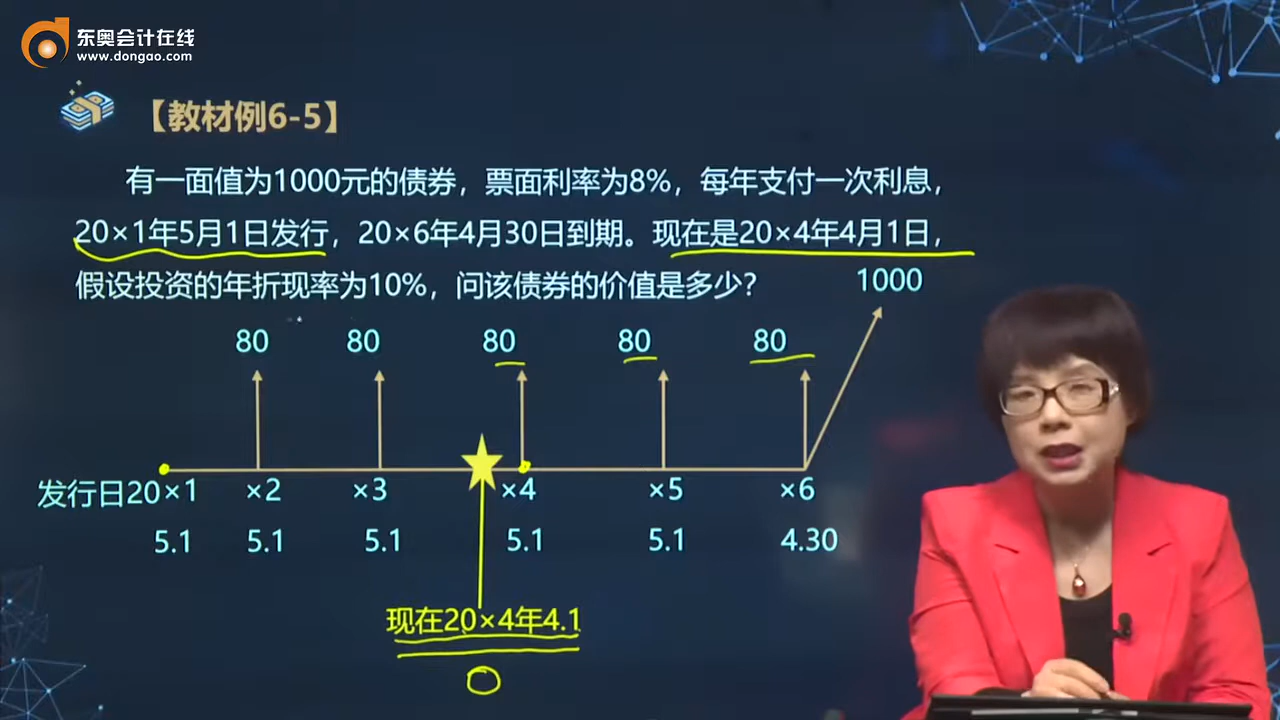 东奥会计在线
www.dongao.com
【教材例6-5】
有一面值为1000元的债券，票面利率为8%，每年支付一次利息，
20×1年5月1日发行，20×6年4月30日到期。现在是20×4年4月1日，
假设投资的年折现率为10%，问该债券的价值是多少？
1000
80 80 80 80 80
发行日20×1 ×2 ×3 ×4 ×5 ×6
5.1 5.1 5.1 5.1 5.1 4.30
现在20×4年4.1
0